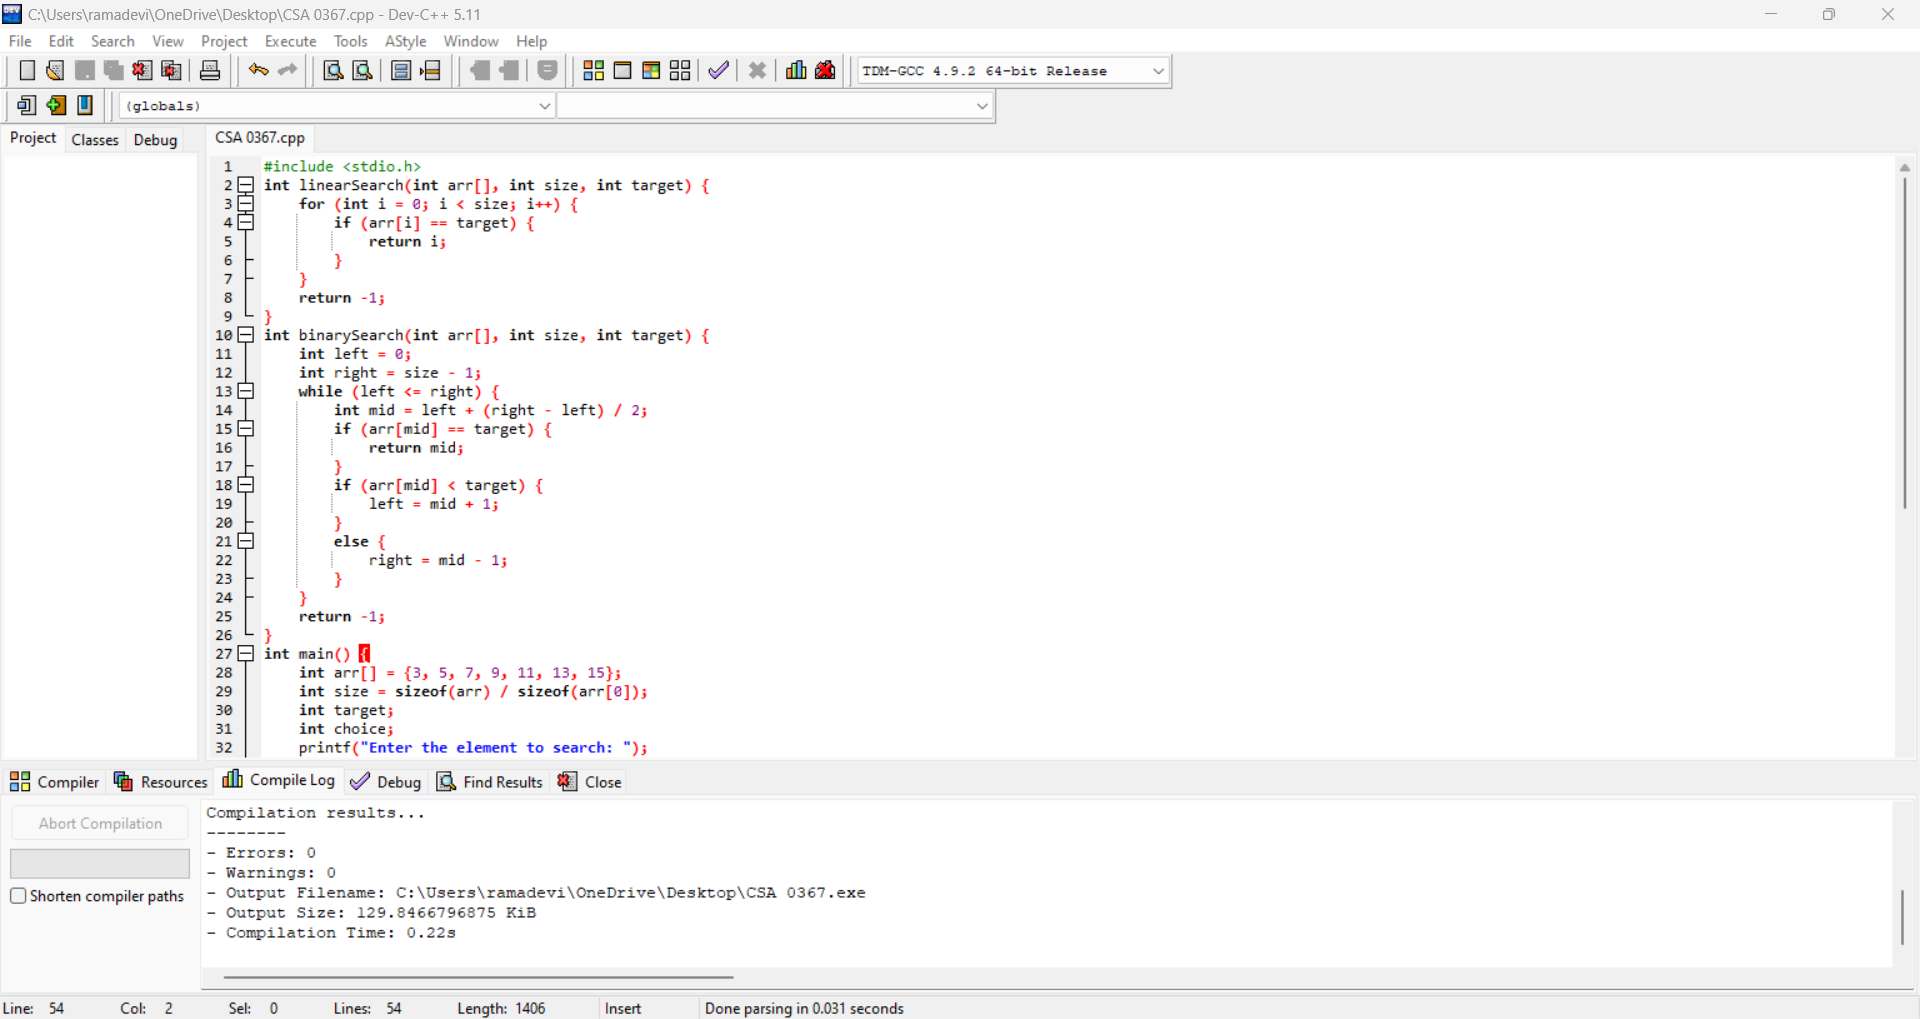 C:\Users\ramadevi\OneDrive\Desktop\CSA 0367.cpp - Dev-C++ 5.11
File Edit Search View Project Execute Tools AStyle Window Help
TDM-GCC 4.9.2 64-bit Release
(globals)
Project Classes Debug CSA 0367.cpp
1 #include <stdio.h>
2 int linearSearch(int arr[], int size, int target) {
3 for (int i = 0; i < size; i++) {
4 if (arr[i] == target) {
5 return i;
6 }
7 }
8 return -1;
9 }
10 int binarySearch(int arr[], int size, int target) {
11 int left = 0;
12 int right = size - 1;
13 while (left <= right) {
14 int mid = left + (right - left) / 2;
15 if (arr[mid] == target) {
16 return mid;
17 }
18 if (arr[mid] < target) {
19 left = mid + 1;
20 }
21 else {
22 right = mid - 1;
23 }
24 }
25 return -1;
26 }
27 int main() {
28 int arr[] = {3, 5, 7, 9, 11, 13, 15};
29 int size = sizeof(arr) / sizeof(arr[0]);
30 int target;
31 int choice;
32 printf("Enter the element to search: ");
Compiler Resources Compile Log Debug Find Results Close
Abort Compilation
Shorten compiler paths
Compilation results...
--------
- Errors: 0
- Warnings: 0
- Output Filename: C:\Users\ramadevi\OneDrive\Desktop\CSA 0367.exe
- Output Size: 129.8466796875 KiB
- Compilation Time: 0.22s
Line: 54 Col: 2 Sel: 0 Lines: 54 Length: 1406 Insert Done parsing in 0.031 seconds